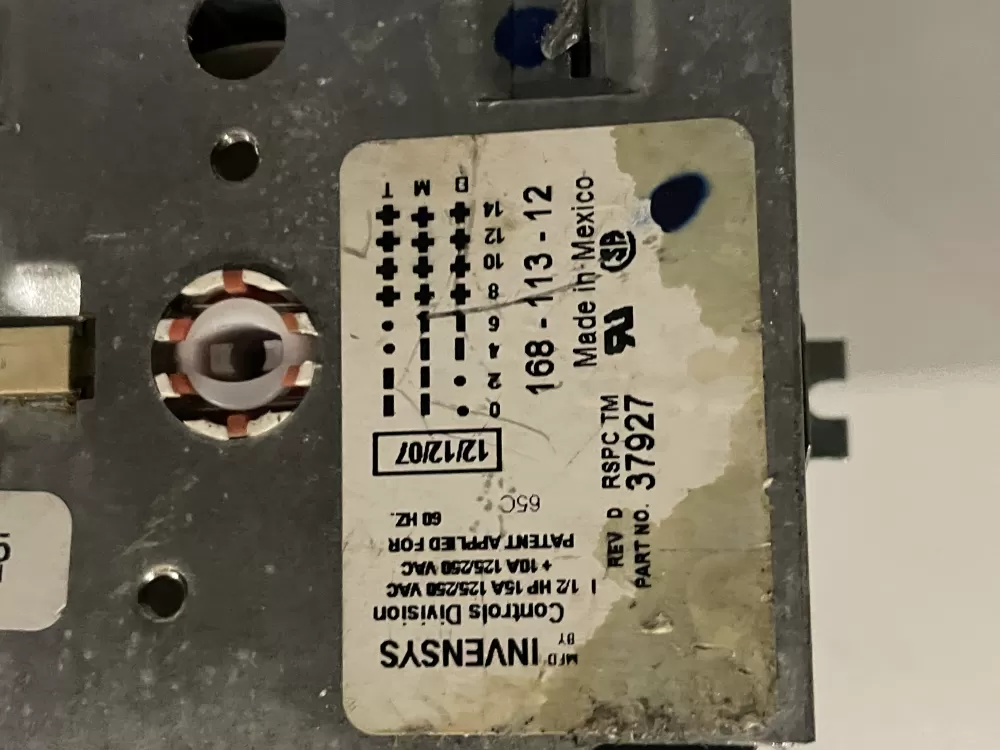 MFD BY INVENSYS
Controls Division
1 1/2 HP 15A 125/250 VAC
+ 10A 125/250 VAC
PATENT APPLIED FOR
60 HZ.
65C
12/12/07
0 2 4 6 8 10 12 14
M
T
REV D RSPC TM
PART NO. 37927
168-113-12
Made in Mexico